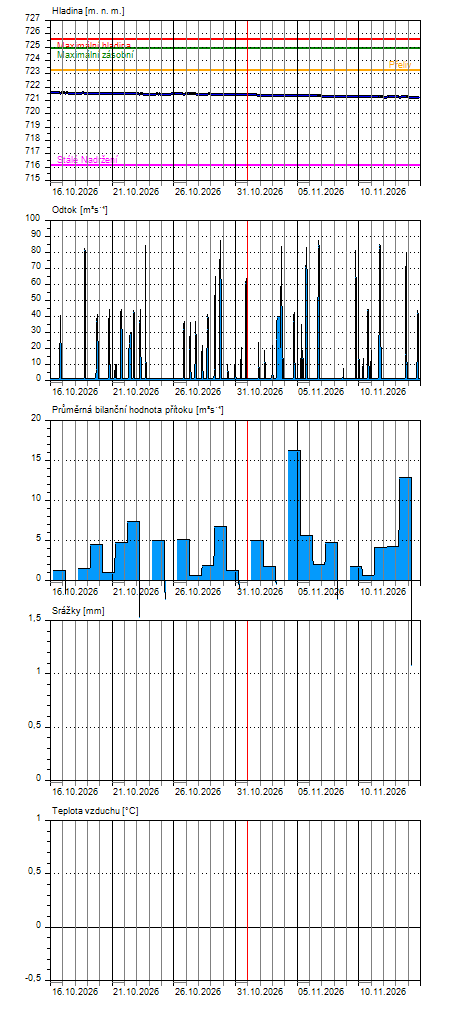 Hladina [m. n. m.]
727
726
725
724
723
722
721
720
719
718
717
716
715
Maximální hladina
Maximální zásobní
Přeliv
Stálé Nadržení
16.10.2026 21.10.2026 26.10.2026 31.10.2026 05.11.2026 10.11.2026
Odtok [m³s⁻¹]
100
90
80
70
60
50
40
30
20
10
0
16.10.2026 21.10.2026 26.10.2026 31.10.2026 05.11.2026 10.11.2026
Průměrná bilanční hodnota přítoku [m³s⁻¹]
20
15
10
5
0
16.10.2026 21.10.2026 26.10.2026 31.10.2026 05.11.2026 10.11.2026
Srážky [mm]
1,5
1
0,5
0
16.10.2026 21.10.2026 26.10.2026 31.10.2026 05.11.2026 10.11.2026
Teplota vzduchu [°C]
1
0,5
0
-0,5
16.10.2026 21.10.2026 26.10.2026 31.10.2026 05.11.2026 10.11.2026